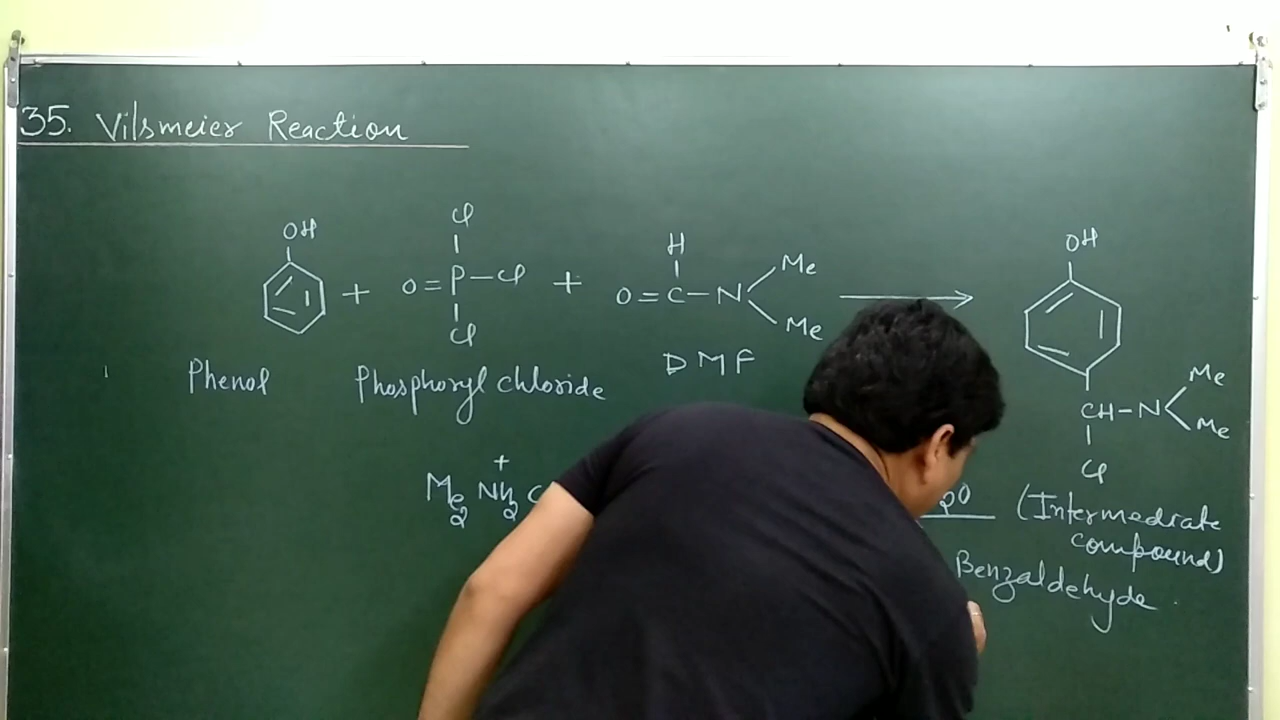 35. Vilsmeier Reaction
OH
+
Cl
O=P-Cl
Cl
+
H
O=C-N
Me
Me
OH
CH-N
Me
Me
Cl
Phenol
Phosphoryl chloride
DMF
Me2NH2+
(Intermediate
compound)
Benzaldehyde.